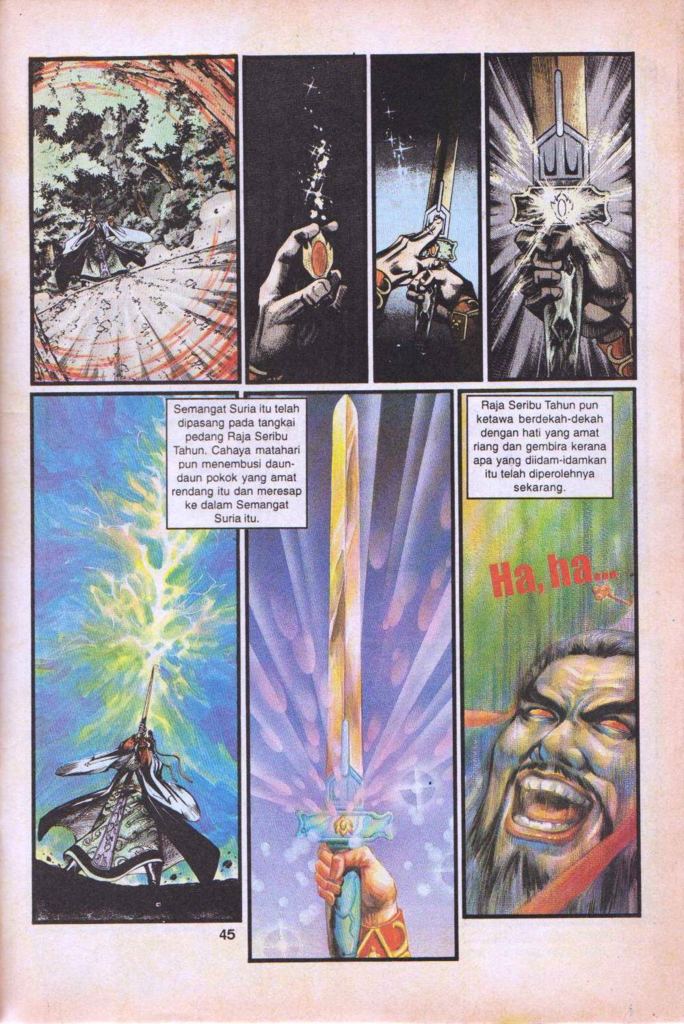 Semangat Suria itu telah
dipasang pada tangkai
pedang Raja Seribu
Tahun. Cahaya matahari
pun menembusi daun-
daun pokok yang amat
rendang itu dan meresap
ke dalam Semangat
Suria itu.
Raja Seribu Tahun pun
ketawa berdekah-dekah
dengan hati yang amat
riang dan gembira kerana
apa yang diidam-idamkan
itu telah diperolehnya
sekarang.
Ha, ha...
45